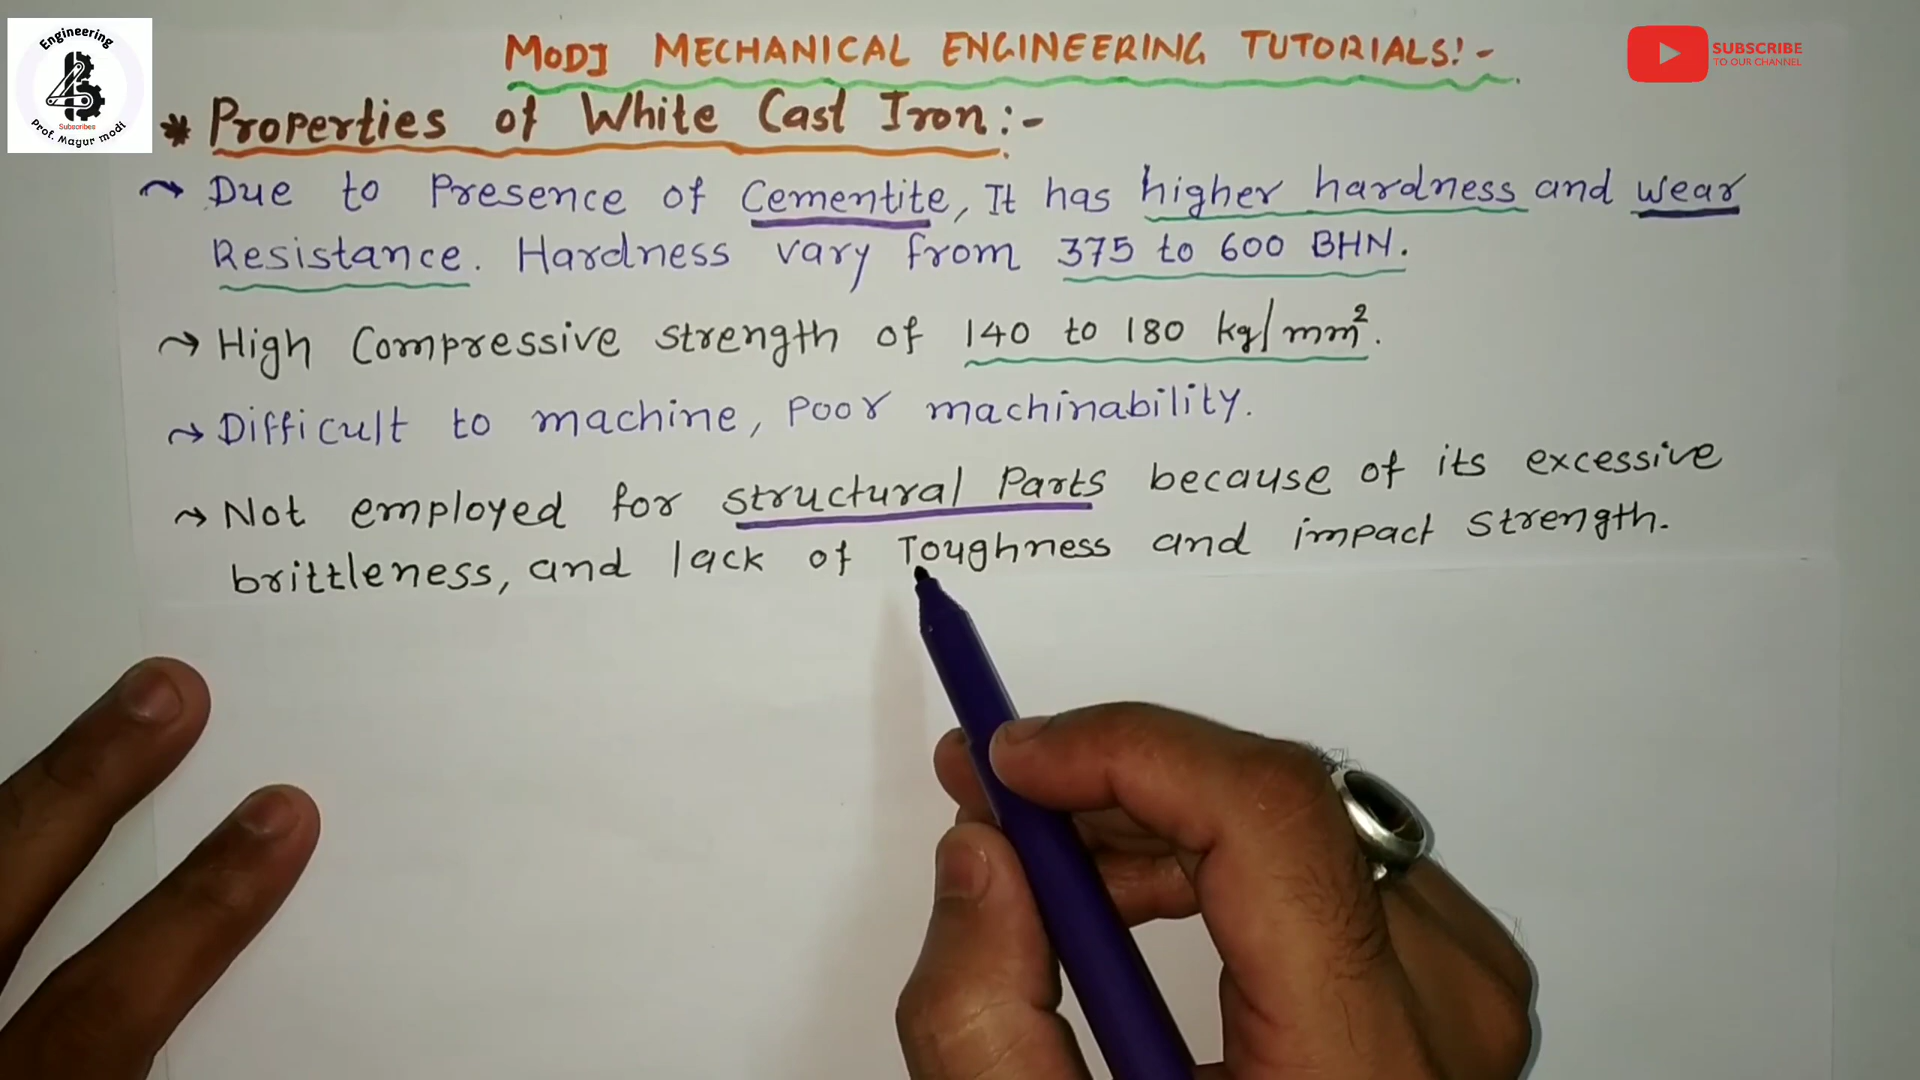 Engineering
Subscribes
Prof. Mayur modi
SUBSCRIBE
TO OUR CHANNEL
MODI MECHANICAL ENGINEERING TUTORIALS:-
* Properties of White Cast Iron:-
Due to Presence of Cementite, It has higher hardness and wear
Resistance. Hardness vary from 375 to 600 BHN.
High Compressive strength of 140 to 180 kg/mm².
Difficult to machine, poor machinability.
Not employed for structural Parts because of its excessive
brittleness, and lack of Toughness and impact strength.